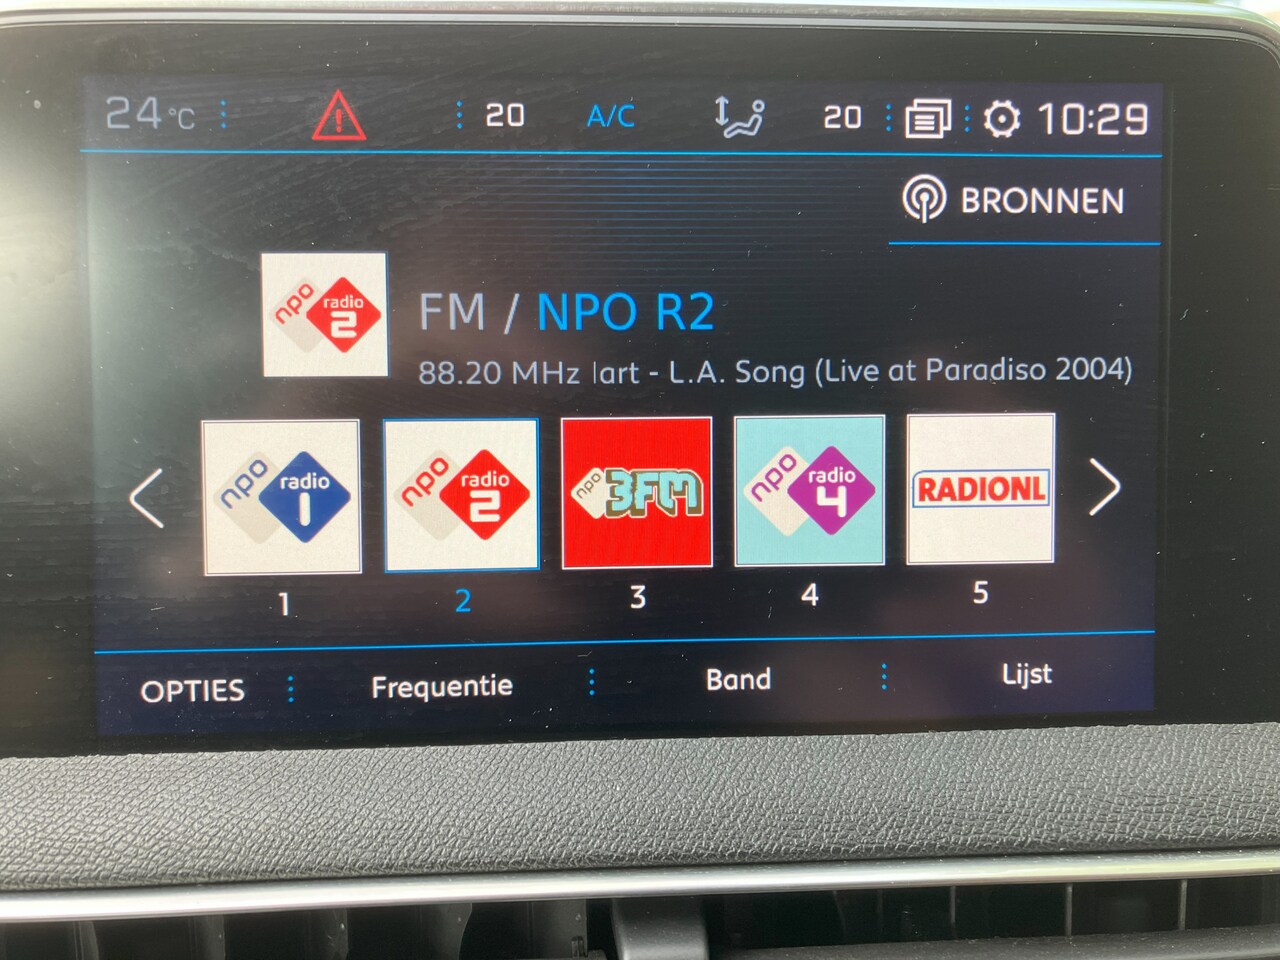 24 °C 20 A/C 20 10:29
BRONNEN
npo radio 2
FM / NPO R2
88.20 MHz lart - L.A. Song (Live at Paradiso 2004)
npo radio 1
npo radio 2
npo 3FM
npo radio 4
RADIONL
1 2 3 4 5
OPTIES Frequentie Band Lijst